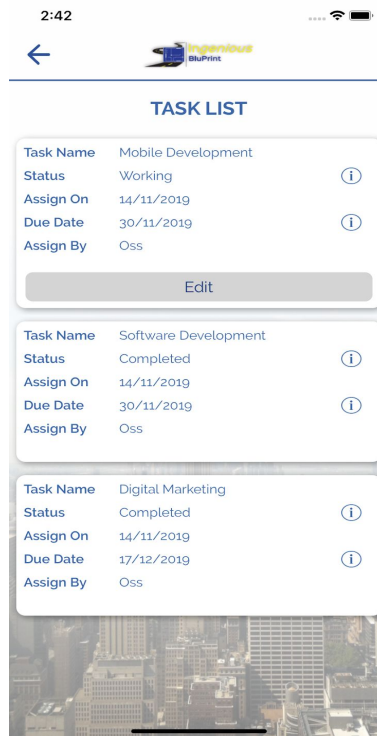 2:42
Ingenious
BluPrint
TASK LIST
Task Name Mobile Development
Status Working
Assign On 14/11/2019
Due Date 30/11/2019
Assign By Oss
Edit
Task Name Software Development
Status Completed
Assign On 14/11/2019
Due Date 30/11/2019
Assign By Oss
Task Name Digital Marketing
Status Completed
Assign On 14/11/2019
Due Date 17/12/2019
Assign By Oss